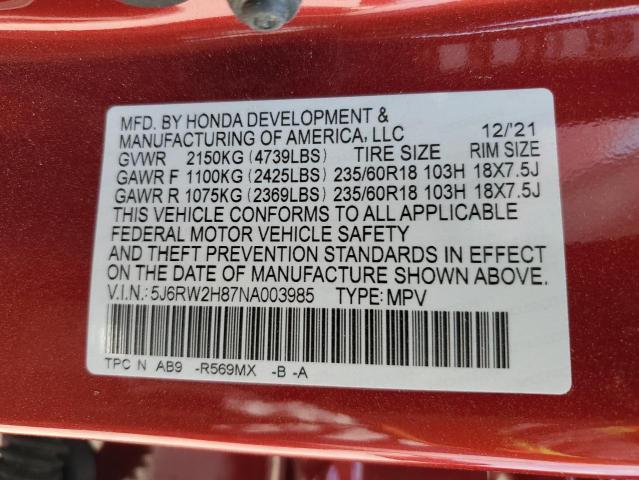 MFD. BY HONDA DEVELOPMENT &
MANUFACTURING OF AMERICA, LLC 12/'21
GVWR 2150KG (4739LBS) TIRE SIZE RIM SIZE
GAWR F 1100KG (2425LBS) 235/60R18 103H 18X7.5J
GAWR R 1075KG (2369LBS) 235/60R18 103H 18X7.5J
THIS VEHICLE CONFORMS TO ALL APPLICABLE
FEDERAL MOTOR VEHICLE SAFETY
AND THEFT PREVENTION STANDARDS IN EFFECT
ON THE DATE OF MANUFACTURE SHOWN ABOVE.
V.I.N.: 5J6RW2H87NA003985 TYPE: MPV
TPC N AB9 -R569MX -B -A